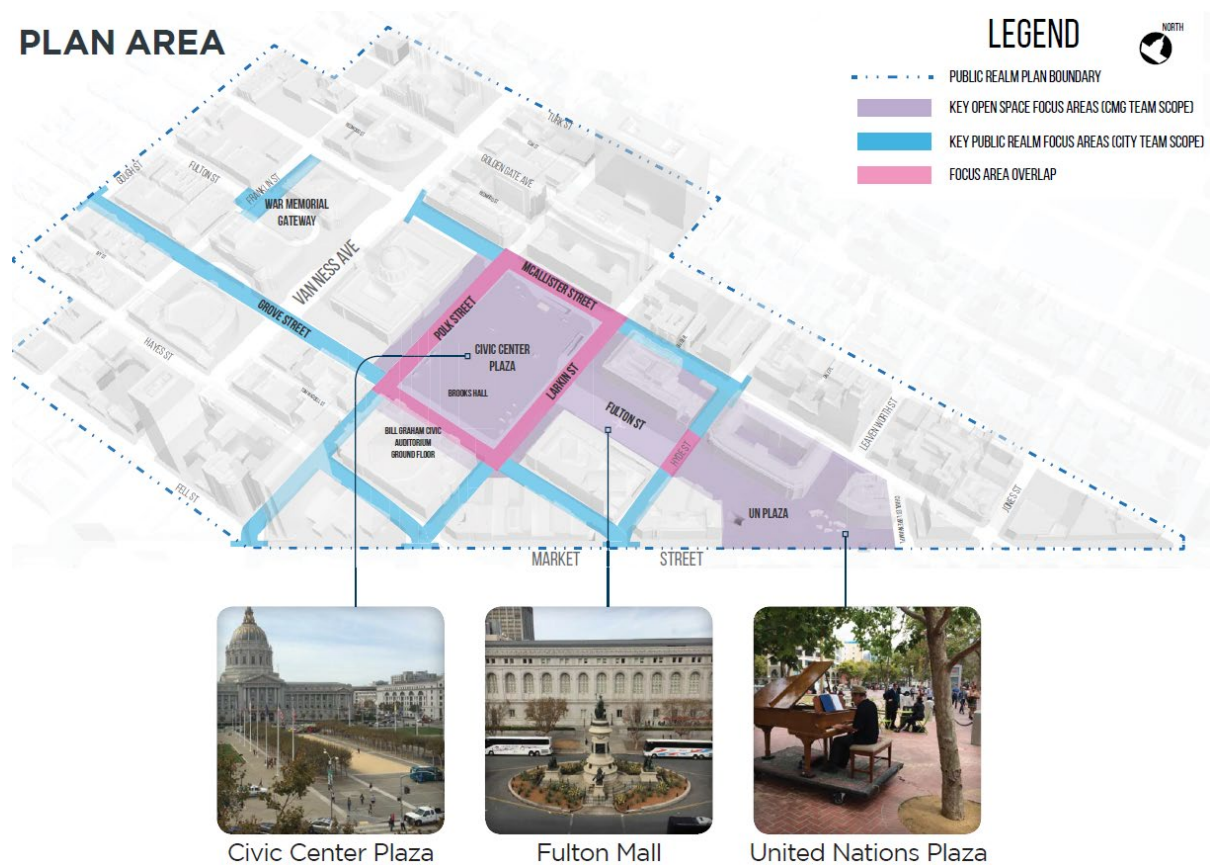 PLAN AREA
LEGEND
NORTH
PUBLIC REALM PLAN BOUNDARY
KEY OPEN SPACE FOCUS AREAS (CMG TEAM SCOPE)
KEY PUBLIC REALM FOCUS AREAS (CITY TEAM SCOPE)
FOCUS AREA OVERLAP
TURK ST
GOLDEN GATE AVE
GOUGH ST
FULTON ST
FRANKLIN ST
WAR MEMORIAL
GATEWAY
VAN NESS AVE
MCALLISTER STREET
POLK STREET
GROVE STREET
HAYES ST
CIVIC CENTER
PLAZA
BROOKS HALL
LARKIN ST
FULTON ST
BILL GRAHAM CIVIC
AUDITORIUM
GROUND FLOOR
HYDE ST
LEAVEN WORTH ST
FELL ST
UN PLAZA
JONES ST
MARKET STREET
Civic Center Plaza
Fulton Mall
United Nations Plaza